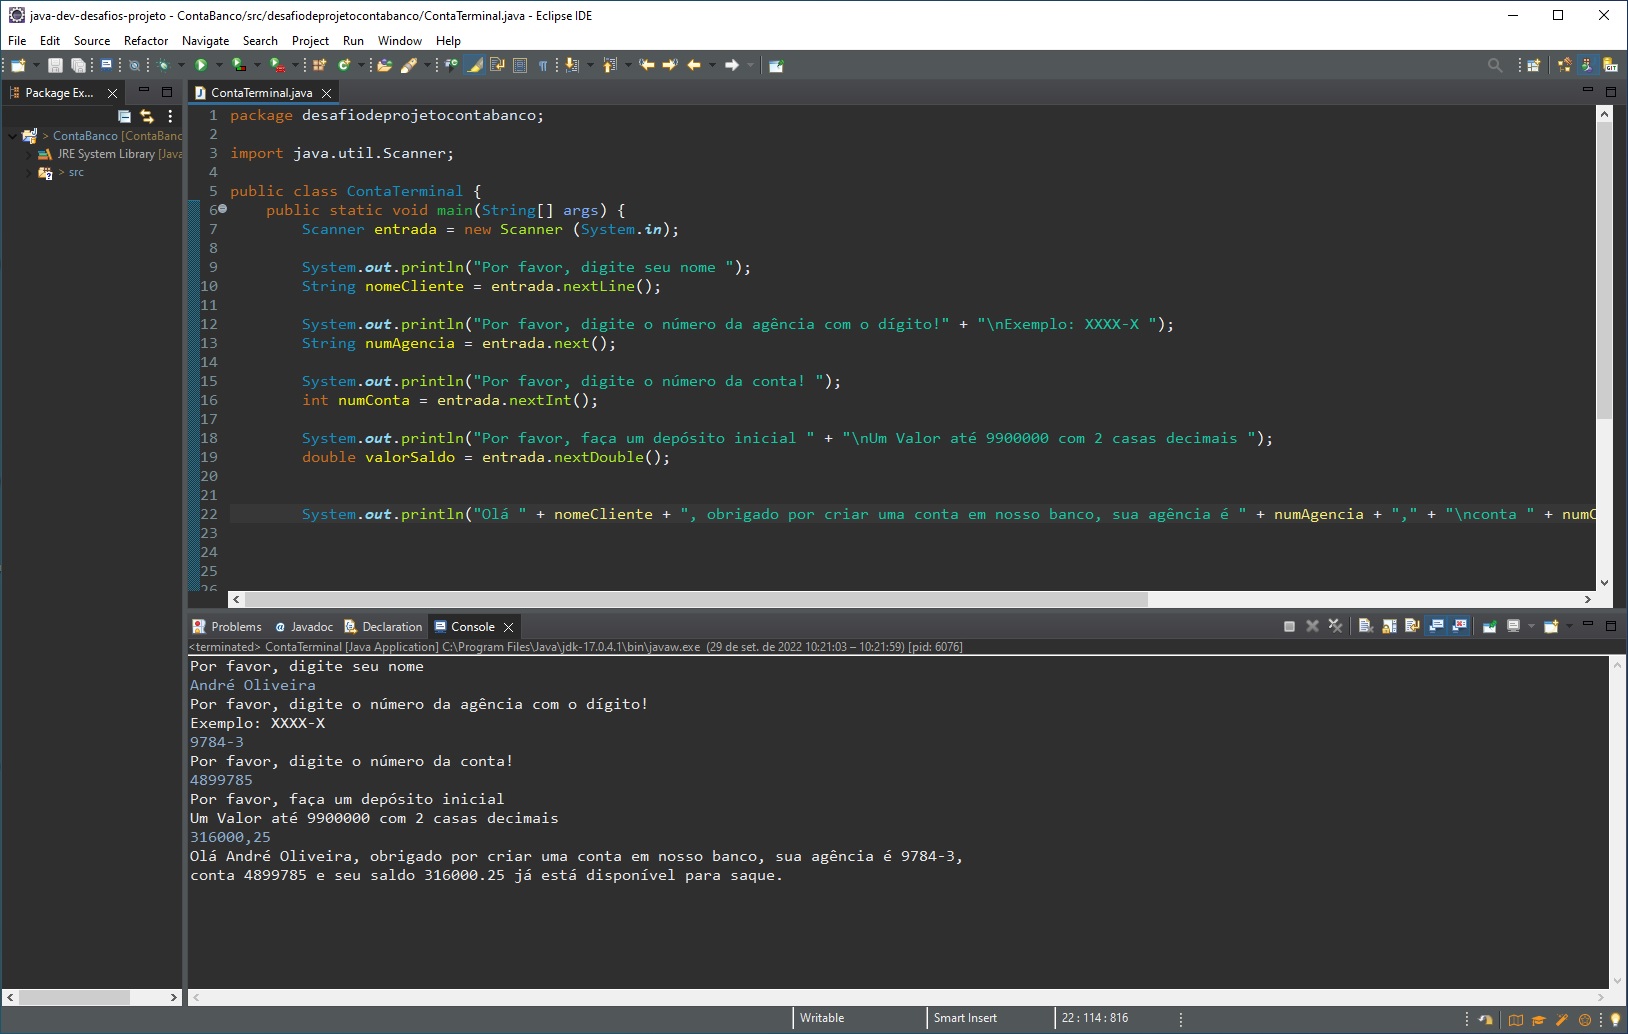 java-dev-desafios-projeto - ContaBanco/src/desafiodeprojetocontabanco/ContaTerminal.java - Eclipse IDE
File Edit Source Refactor Navigate Search Project Run Window Help
Package Ex...
ContaTerminal.java
> ContaBanco [ContaBanc
JRE System Library [Java
> src
1 package desafiodeprojetocontabanco;
2
3 import java.util.Scanner;
4
5 public class ContaTerminal {
6 public static void main(String[] args) {
7 Scanner entrada = new Scanner (System.in);
8
9 System.out.println("Por favor, digite seu nome ");
10 String nomeCliente = entrada.nextLine();
11
12 System.out.println("Por favor, digite o número da agência com o dígito!" + "\nExemplo: XXXX-X ");
13 String numAgencia = entrada.next();
14
15 System.out.println("Por favor, digite o número da conta! ");
16 int numConta = entrada.nextInt();
17
18 System.out.println("Por favor, faça um depósito inicial " + "\nUm Valor até 9900000 com 2 casas decimais ");
19 double valorSaldo = entrada.nextDouble();
20
21
22 System.out.println("Olá " + nomeCliente + ", obrigado por criar uma conta em nosso banco, sua agência é " + numAgencia + "," + "\nconta " + numC
23
24
25
26
Problems Javadoc Declaration Console
<terminated> ContaTerminal [Java Application] C:\Program Files\Java\jdk-17.0.4.1\bin\javaw.exe (29 de set. de 2022 10:21:03 – 10:21:59) [pid: 6076]
Por favor, digite seu nome
André Oliveira
Por favor, digite o número da agência com o dígito!
Exemplo: XXXX-X
9784-3
Por favor, digite o número da conta!
4899785
Por favor, faça um depósito inicial
Um Valor até 9900000 com 2 casas decimais
316000,25
Olá André Oliveira, obrigado por criar uma conta em nosso banco, sua agência é 9784-3,
conta 4899785 e seu saldo 316000.25 já está disponível para saque.
Writable
Smart Insert
22 : 114 : 816